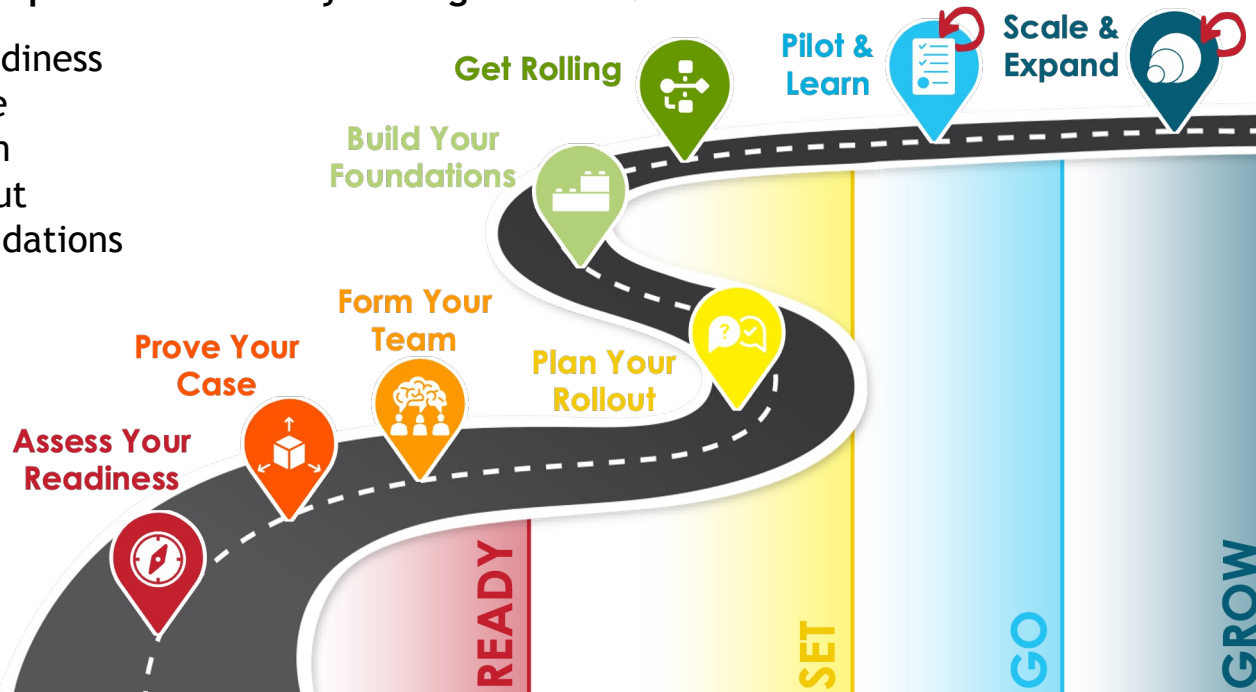 diness
e
n
ut
dations
Get Rolling
Pilot &
Learn
Scale &
Expand
Build Your
Foundations
Form Your
Team
Prove Your
Case
Plan Your
Rollout
Assess Your
Readiness
?
READY
SET
GO
GROW